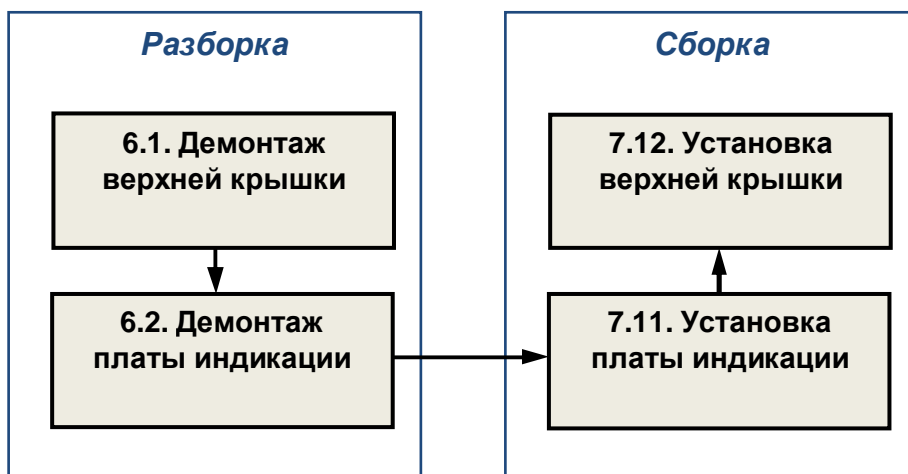 Разборка
6.1. Демонтаж
верхней крышки
6.2. Демонтаж
платы индикации
Сборка
7.12. Установка
верхней крышки
7.11. Установка
платы индикации